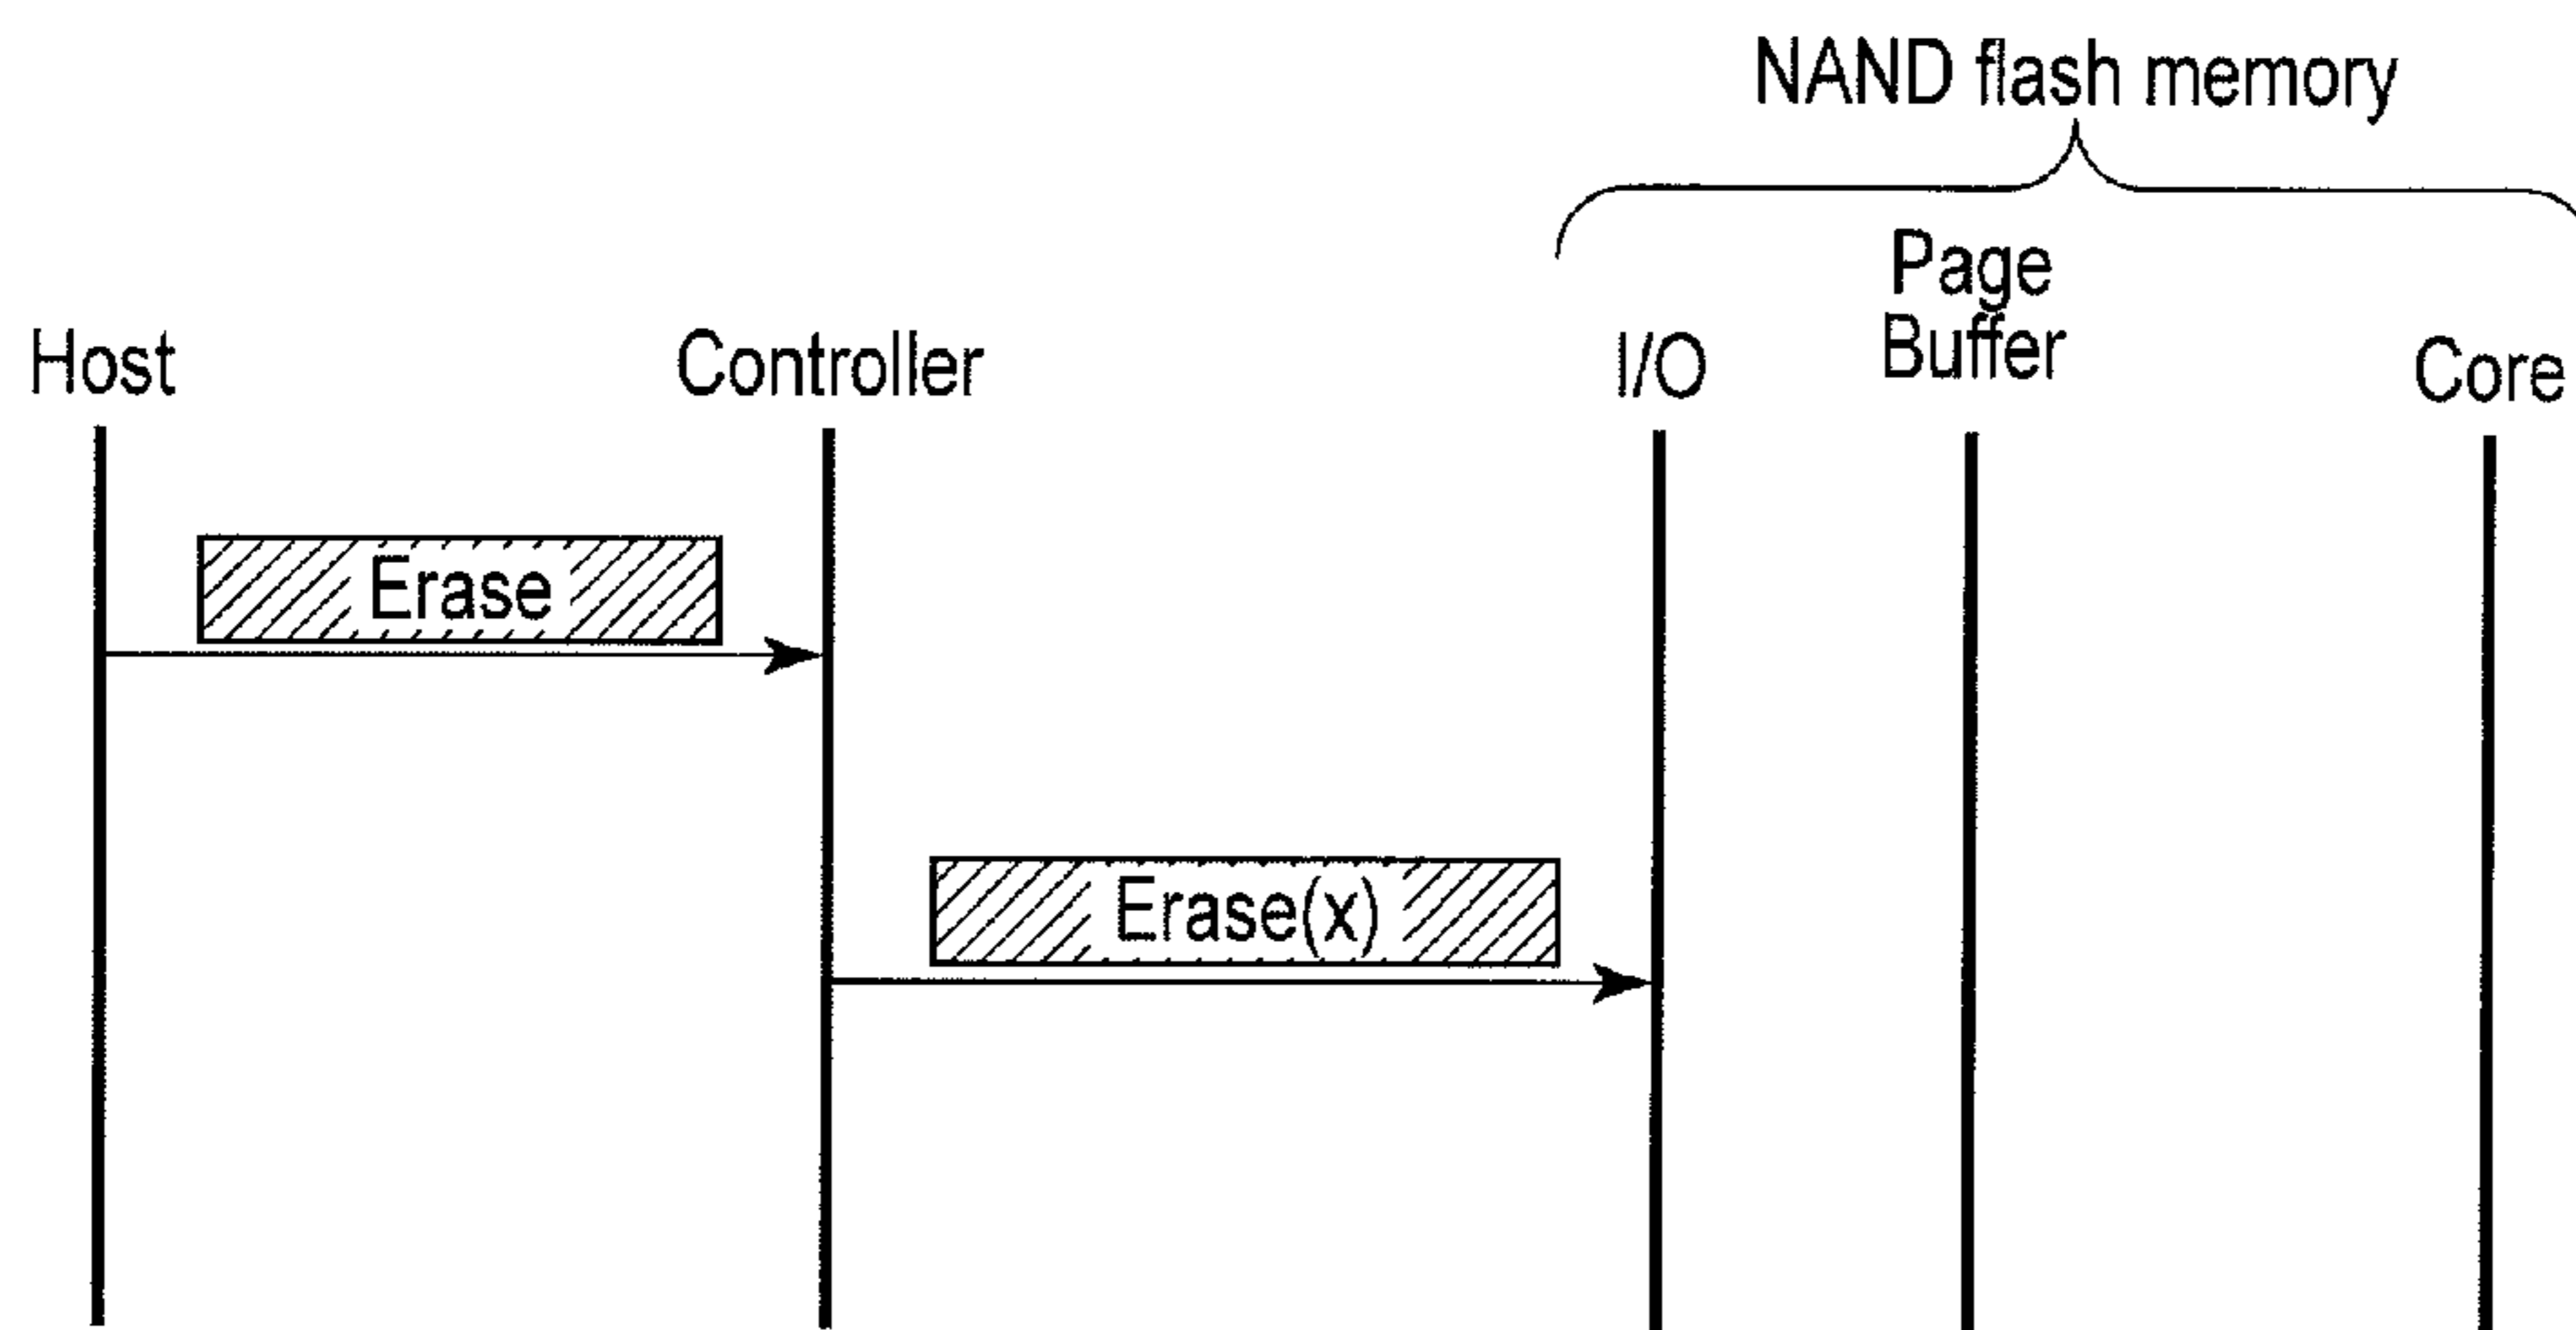 NAND flash memory
Page
Buffer
Host
Controller
I/O
Core
Erase
Erase(x)